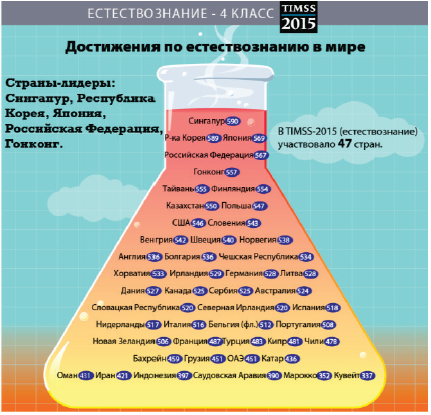 ЕСТЕСТВОЗНАНИЕ - 4 КЛАСС
TIMSS
2015
Достижения по естествознанию в мире
Страны-лидеры:
Сингапур, Республика
Корея, Япония,
Российская Федерация,
Гонконг.
В TIMSS-2015 (естествознание)
участвовало 47 стран.
Сингапур 590
Р-ка Корея 589 Япония 569
Российская Федерация 567
Гонконг 557
Тайвань 555 Финляндия 554
Казахстан 550 Польша 547
США 546 Словения 543
Венгрия 542 Швеция 540 Норвегия 538
Англия 536 Болгария 536 Чешская Республика 534
Хорватия 533 Ирландия 529 Германия 528 Литва 528
Дания 527 Канада 525 Сербия 525 Австралия 524
Словацкая Республика 520 Северная Ирландия 520 Испания 518
Нидерланды 517 Италия 516 Бельгия (фл.) 512 Португалия 508
Новая Зеландия 506 Франция 487 Турция 483 Кипр 481 Чили 478
Бахрейн 459 Грузия 451 ОАЭ 451 Катар 436
Оман 431 Иран 421 Индонезия 397 Саудовская Аравия 390 Марокко 352 Кувейт 337